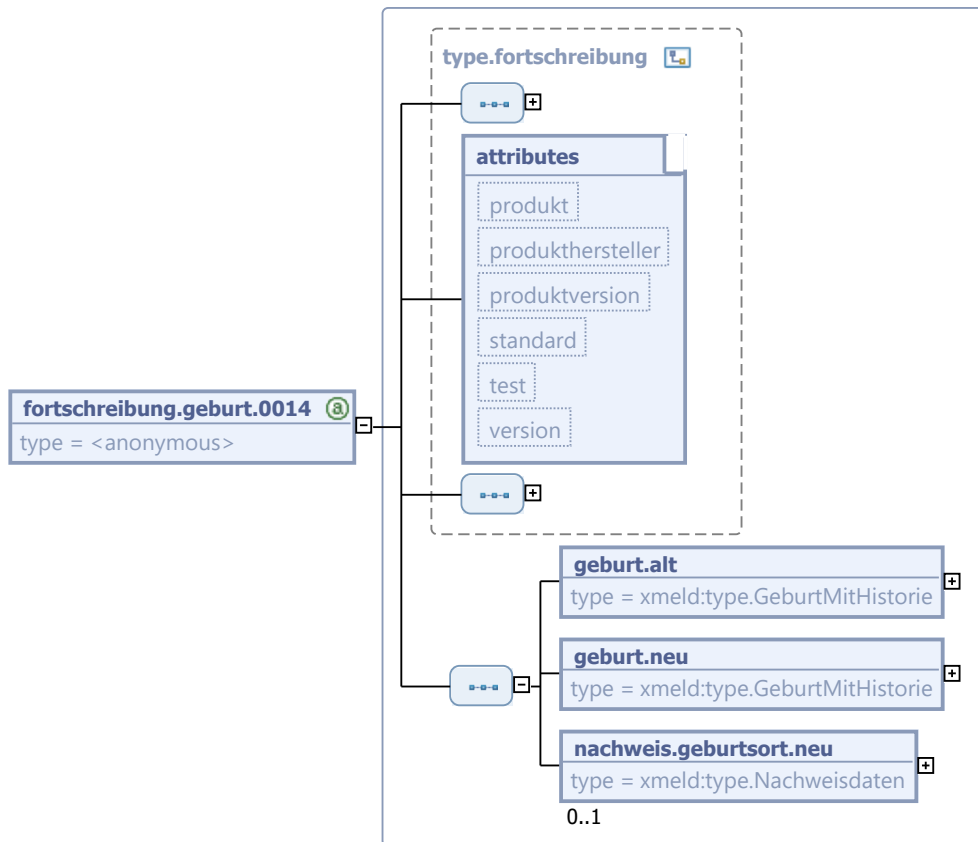 type.fortschreibung
attributes
produkt
produkthersteller
produktversion
standard
test
version
fortschreibung.geburt.0014 a
type = <anonymous>
geburt.alt
type = xmeld:type.GeburtMitHistorie
geburt.neu
type = xmeld:type.GeburtMitHistorie
nachweis.geburtsort.neu
type = xmeld:type.Nachweisdaten
0..1